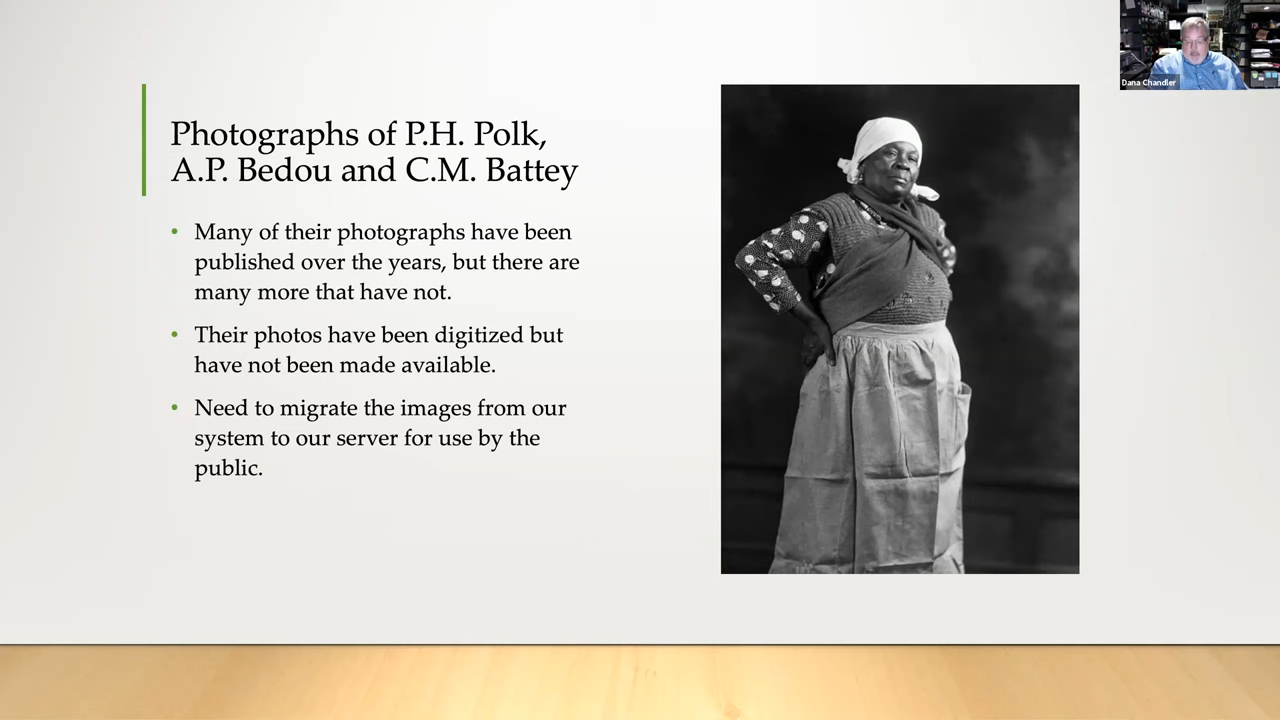 Photographs of P.H. Polk,
A.P. Bedou and C.M. Battey
• Many of their photographs have been
published over the years, but there are
many more that have not.
• Their photos have been digitized but
have not been made available.
• Need to migrate the images from our
system to our server for use by the
public.
Dana Chandler